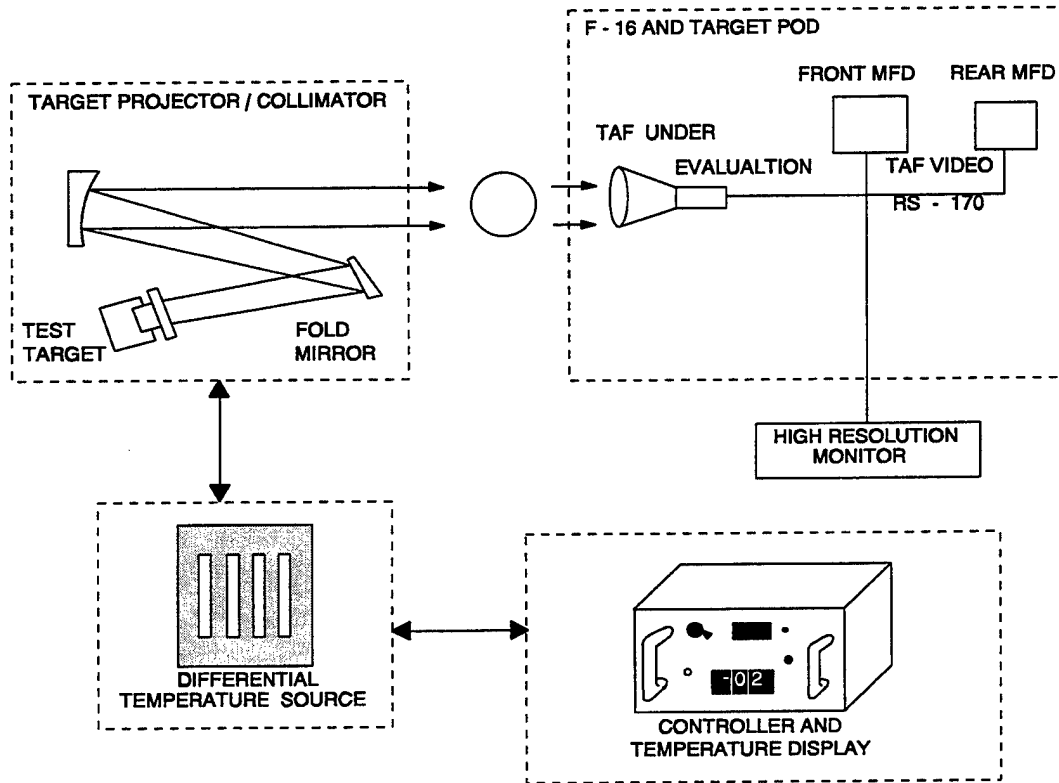 F - 16 AND TARGET POD
FRONT MFD
REAR MFD
TARGET PROJECTOR / COLLIMATOR
TAF UNDER
EVALUALTION
TAF VIDEO
RS - 170
TEST
TARGET
FOLD
MIRROR
HIGH RESOLUTION
MONITOR
DIFFERENTIAL
TEMPERATURE SOURCE
-02
CONTROLLER AND
TEMPERATURE DISPLAY